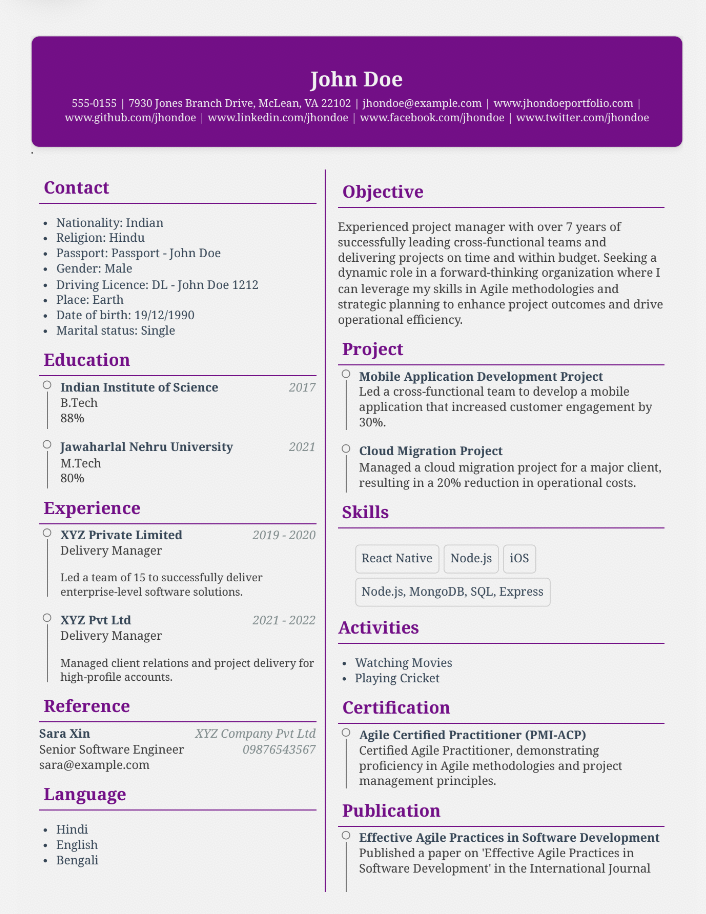 John Doe
555-0155 | 7930 Jones Branch Drive, McLean, VA 22102 | jhondoe@example.com | www.jhondoeportfolio.com |
www.github.com/jhondoe | www.linkedin.com/jhondoe | www.facebook.com/jhondoe | www.twitter.com/jhondoe
.
Contact
• Nationality: Indian
• Religion: Hindu
• Passport: Passport - John Doe
• Gender: Male
• Driving Licence: DL - John Doe 1212
• Place: Earth
• Date of birth: 19/12/1990
• Marital status: Single
Education
Indian Institute of Science 2017
B.Tech
88%
Jawaharlal Nehru University 2021
M.Tech
80%
Experience
XYZ Private Limited 2019 - 2020
Delivery Manager
Led a team of 15 to successfully deliver
enterprise-level software solutions.
XYZ Pvt Ltd 2021 - 2022
Delivery Manager
Managed client relations and project delivery for
high-profile accounts.
Reference
Sara Xin XYZ Company Pvt Ltd
Senior Software Engineer 09876543567
sara@example.com
Language
• Hindi
• English
• Bengali
Objective
Experienced project manager with over 7 years of
successfully leading cross-functional teams and
delivering projects on time and within budget. Seeking a
dynamic role in a forward-thinking organization where I
can leverage my skills in Agile methodologies and
strategic planning to enhance project outcomes and drive
operational efficiency.
Project
Mobile Application Development Project
Led a cross-functional team to develop a mobile
application that increased customer engagement by
30%.
Cloud Migration Project
Managed a cloud migration project for a major client,
resulting in a 20% reduction in operational costs.
Skills
React Native Node.js iOS
Node.js, MongoDB, SQL, Express
Activities
• Watching Movies
• Playing Cricket
Certification
Agile Certified Practitioner (PMI-ACP)
Certified Agile Practitioner, demonstrating
proficiency in Agile methodologies and project
management principles.
Publication
Effective Agile Practices in Software Development
Published a paper on 'Effective Agile Practices in
Software Development' in the International Journal